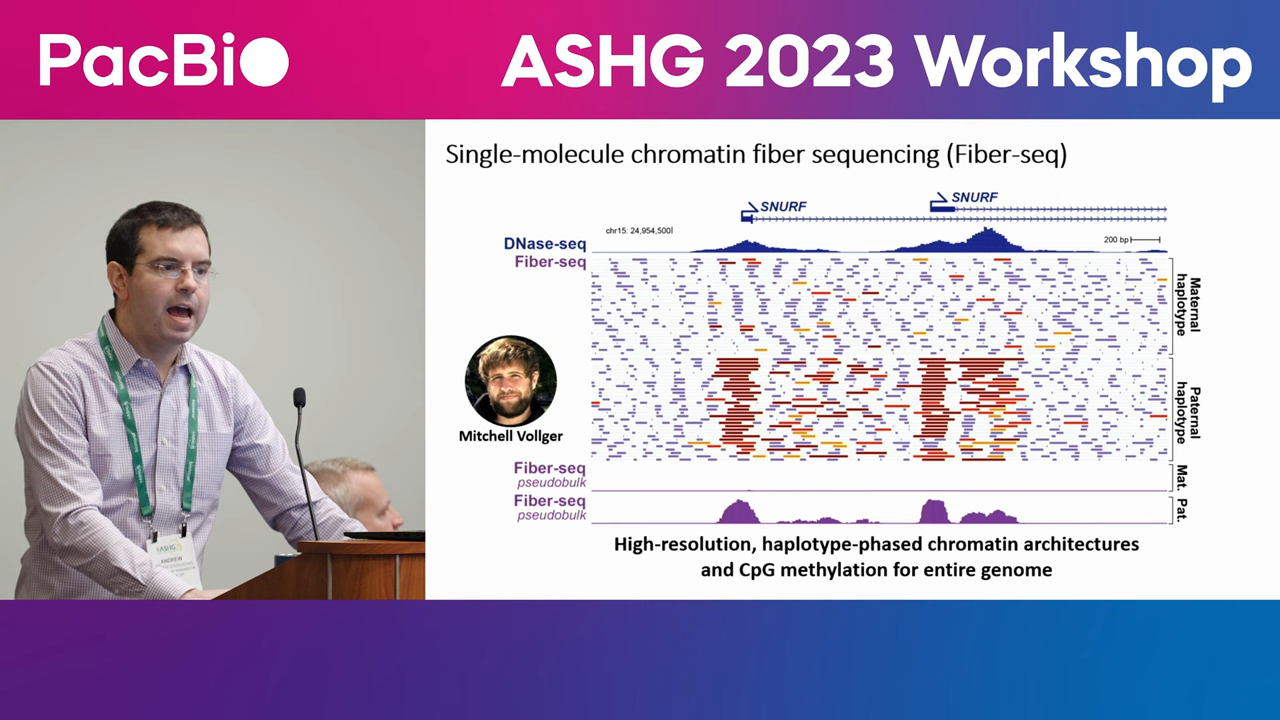 PacBio
ASHG 2023 Workshop
Single-molecule chromatin fiber sequencing (Fiber-seq)
SNURF
SNURF
chr15: 24,954,500
200 bp
DNase-seq
Fiber-seq
Maternal
haplotype
Paternal
haplotype
Mitchell Vollger
Fiber-seq
pseudobulk
Mat.
Fiber-seq
pseudobulk
Pat.
High-resolution, haplotype-phased chromatin architectures
and CpG methylation for entire genome
ASHG
ANDREW